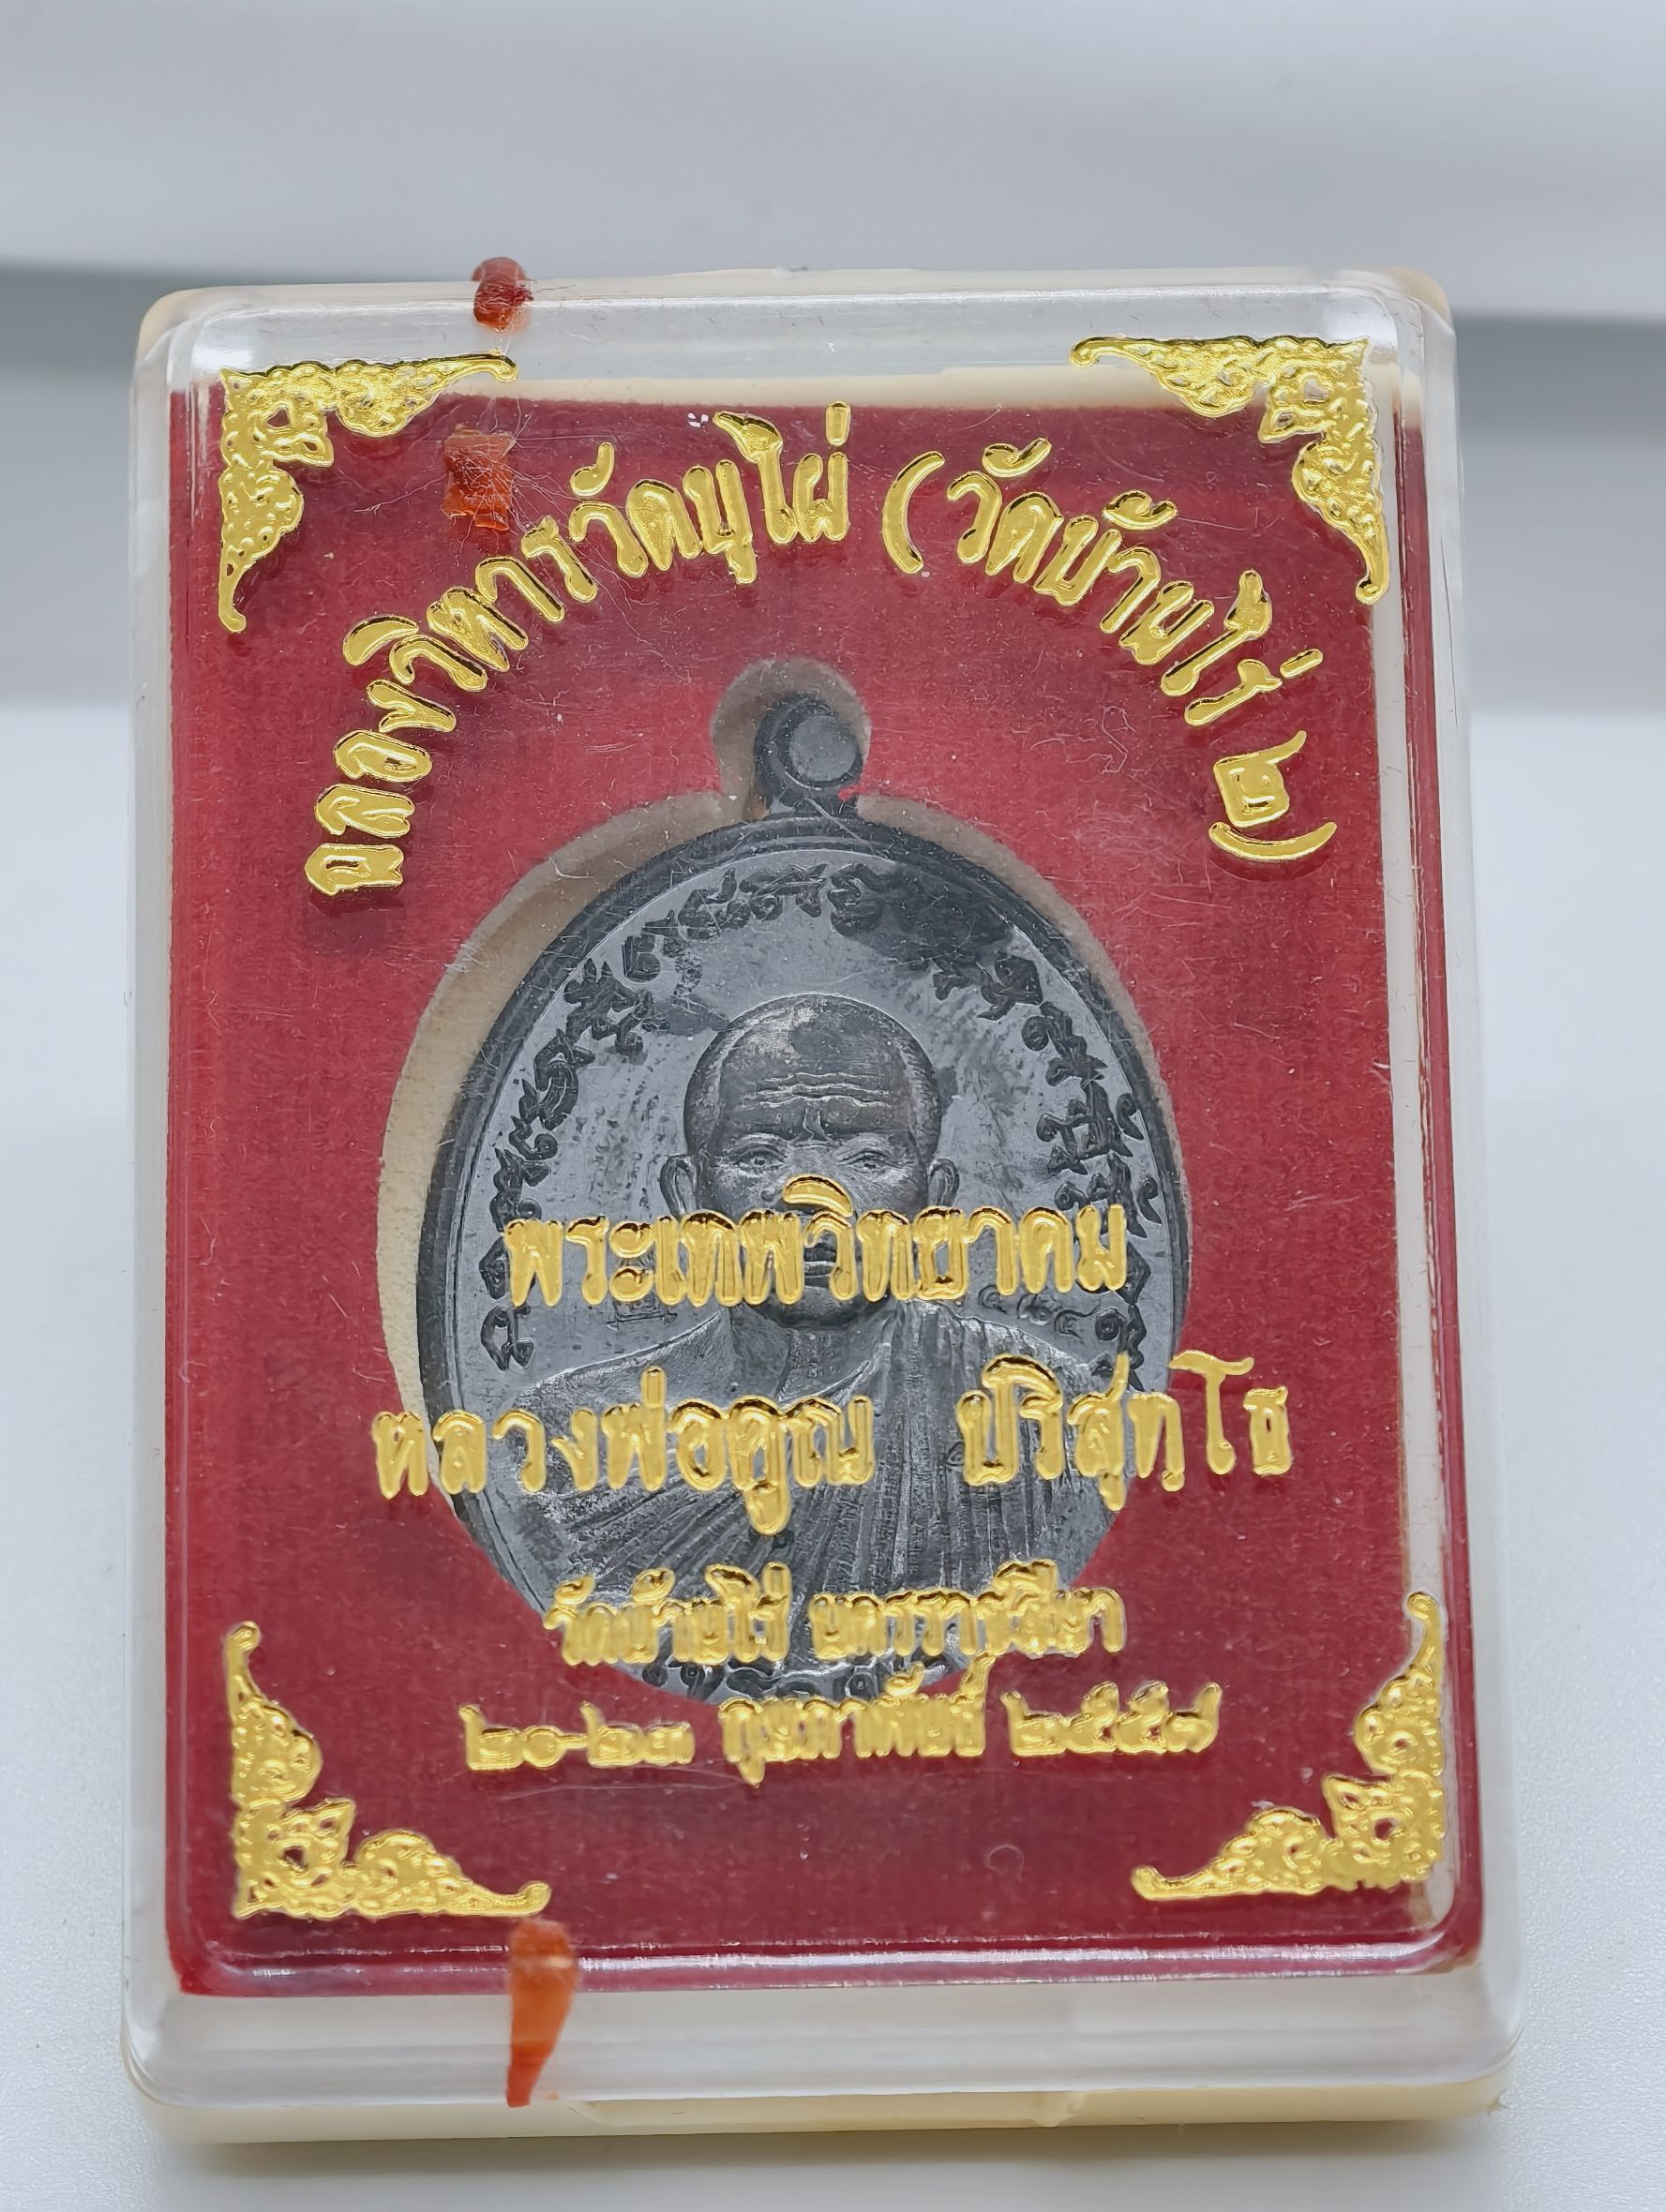 ฉลองวิหารวัดบุไผ่ (วัดบ้านไร่ ๒)
พระเทพวิทยาคม
หลวงพ่อคูณ ปริสุทโธ
วัดบ้านไร่ นครราชสีมา
๒๐-๒๓ กุมภาพันธ์ ๒๕๕๗